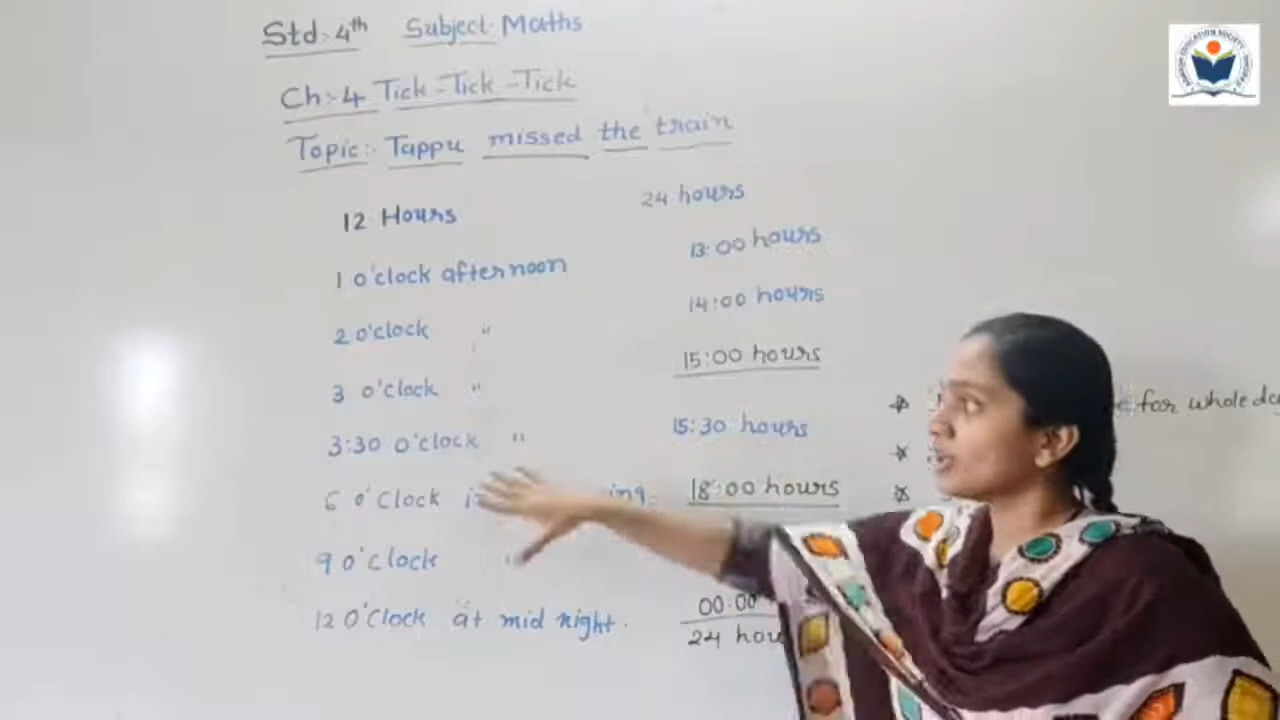 Std:- 4th Subject:- Maths
Ch:- 4 Tick-Tick-Tick
Topic:- Tappu missed the train
12 Hours 24 hours
1 o'clock afternoon 13:00 hours
2 o'clock " 14:00 hours
3 o'clock " 15:00 hours
3:30 o'clock " 15:30 hours
6 o'Clock 18:00 hours
9 o'clock "
12 O'Clock at mid night. 00:00
24
for whole